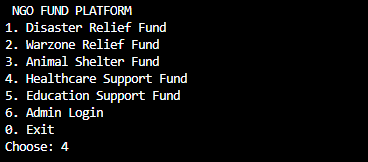 NGO FUND PLATFORM
1. Disaster Relief Fund
2. Warzone Relief Fund
3. Animal Shelter Fund
4. Healthcare Support Fund
5. Education Support Fund
6. Admin Login
0. Exit
Choose: 4